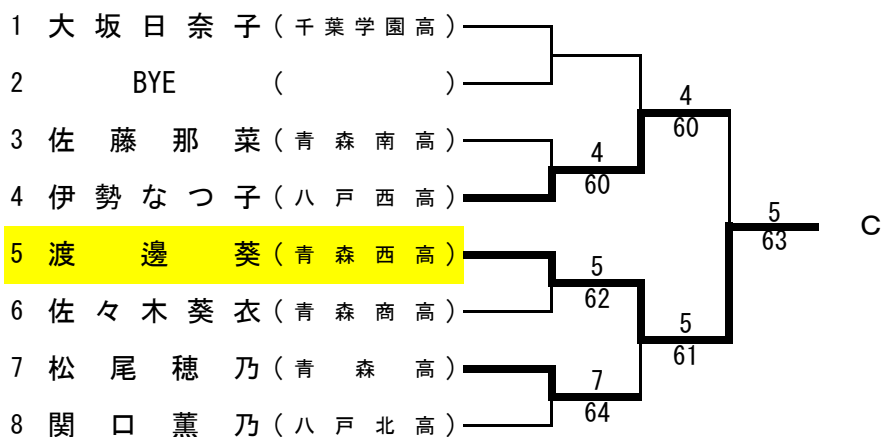 1 大坂日奈子(千葉学園高)
2 BYE ( )
3 佐藤那菜(青森南高)
4 伊勢なつ子(八戸西高)
5 渡邊葵(青森西高)
6 佐々木葵衣(青森商高)
7 松尾穂乃(青森高)
8 関口薫乃(八戸北高)
4
60
4
60
5
63
C
5
62
5
61
7
64